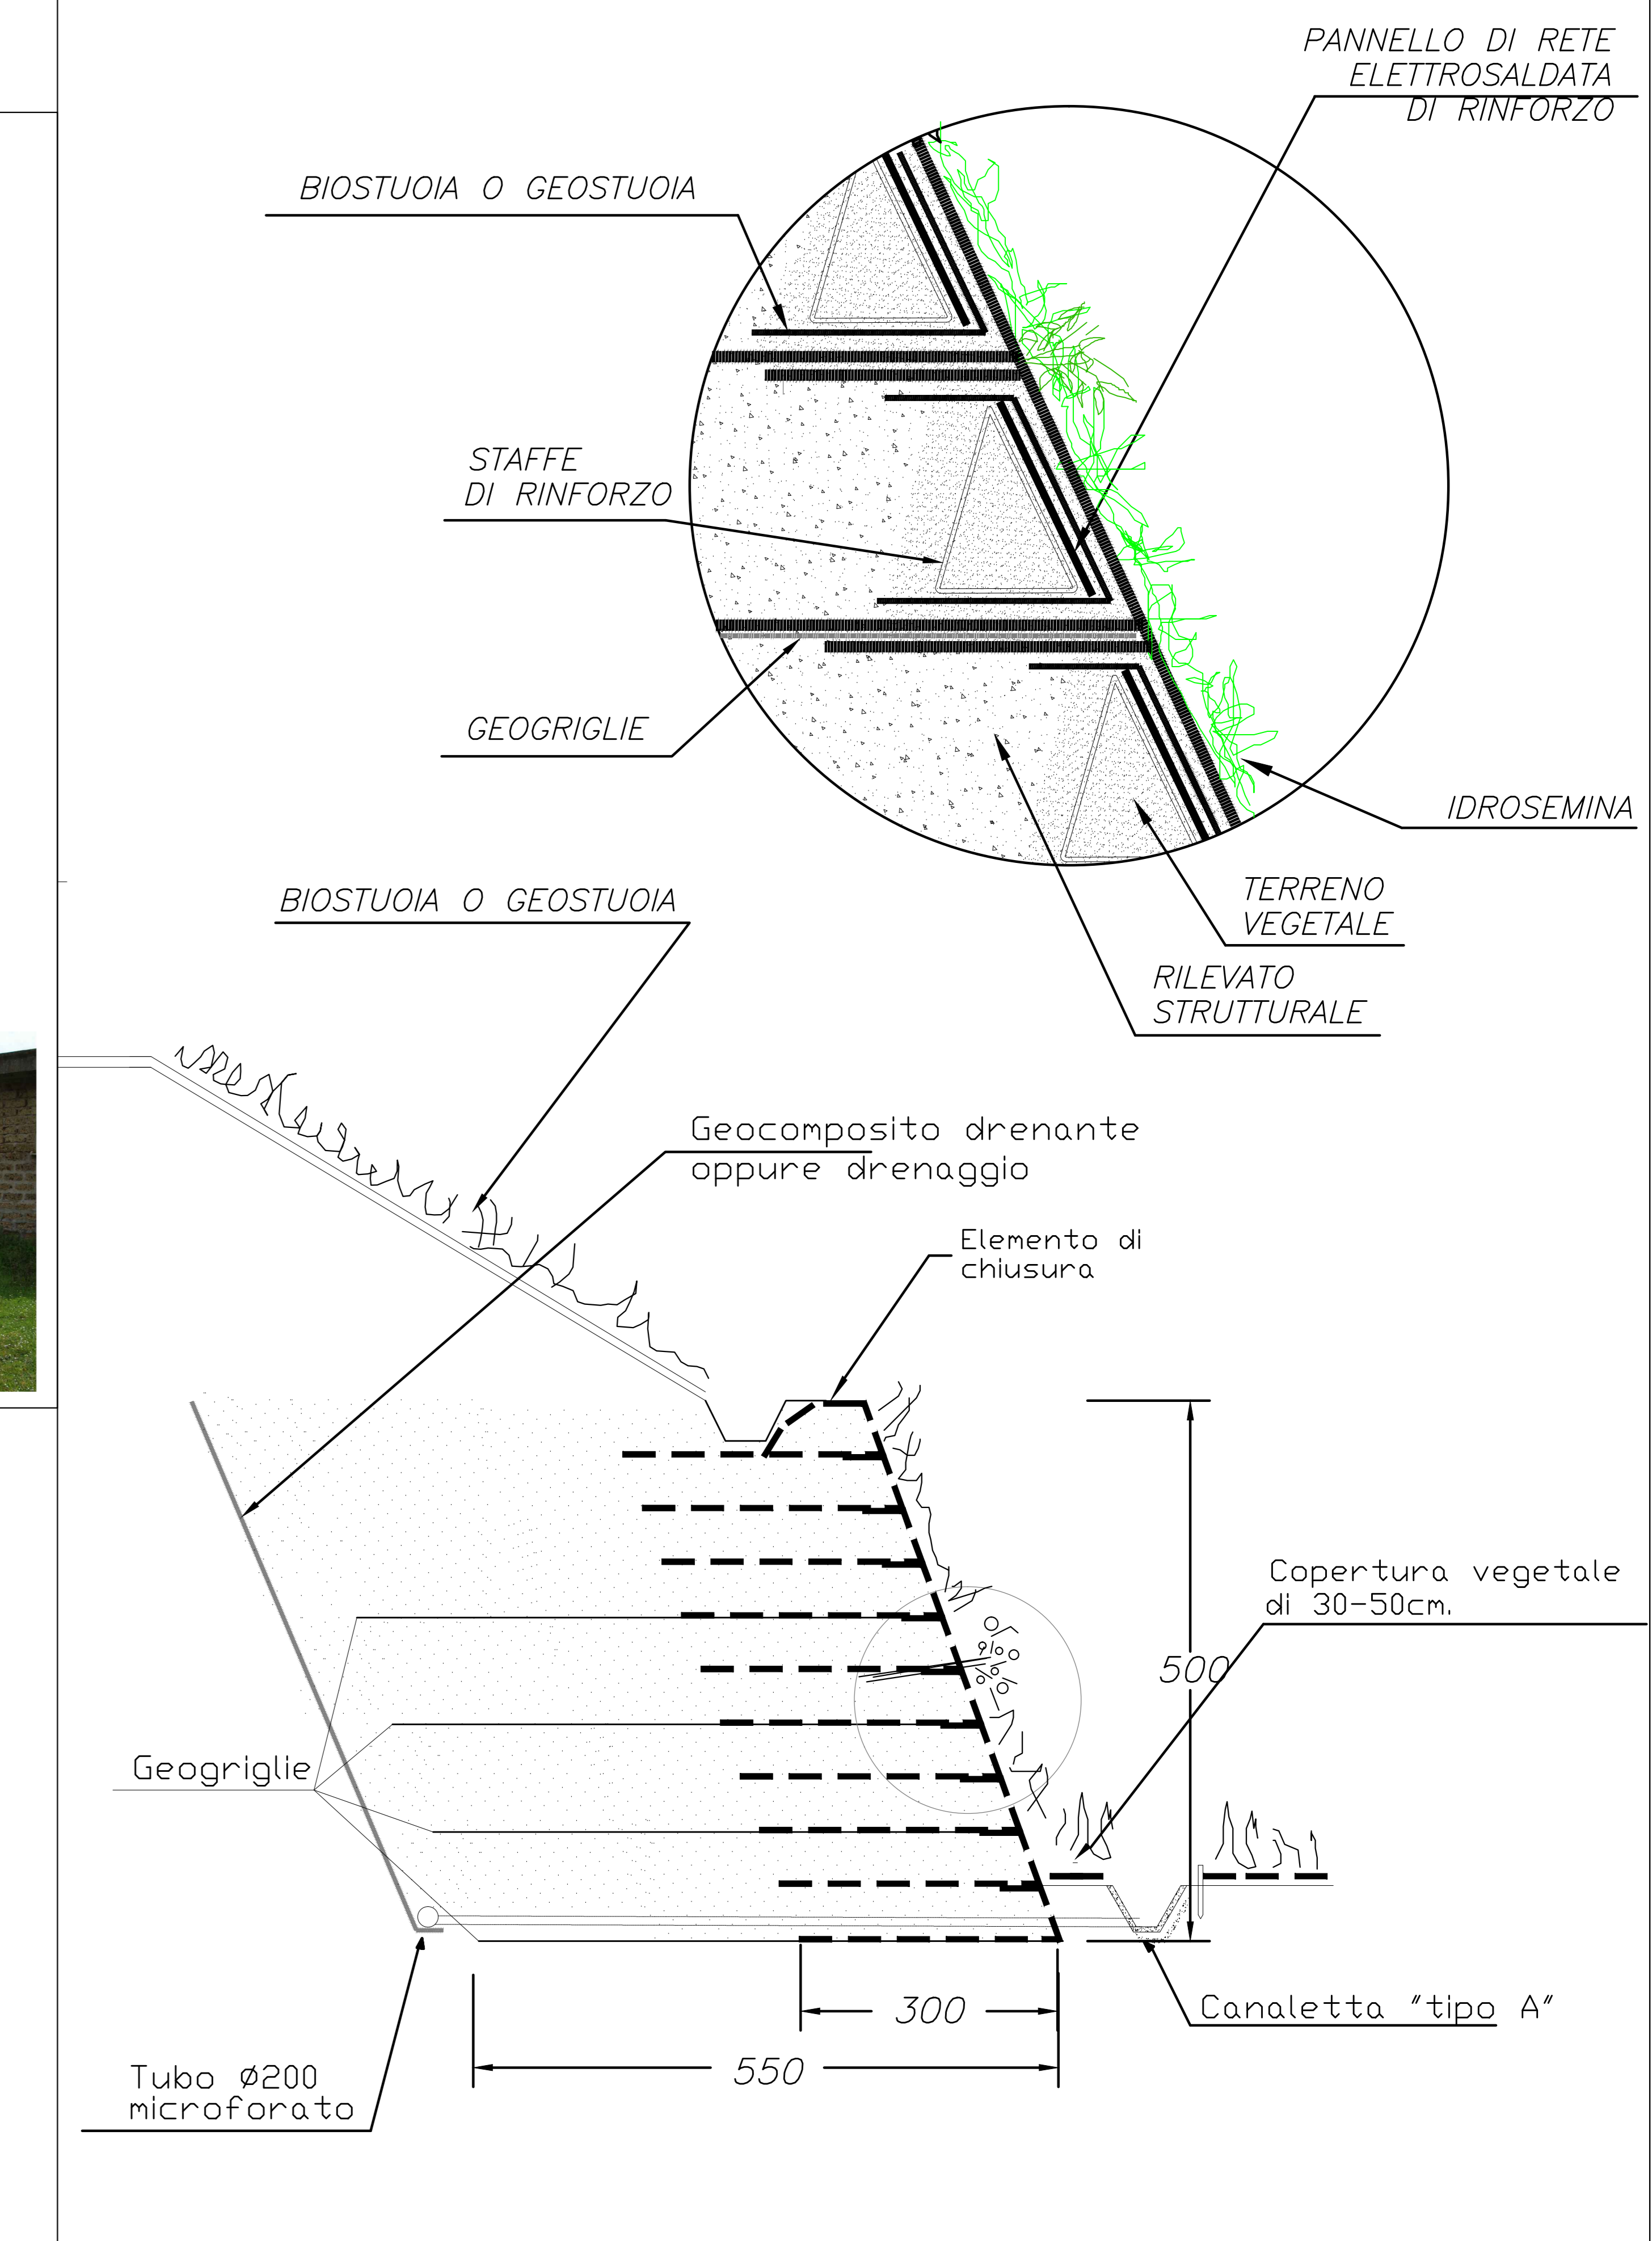 PANNELLO DI RETE
ELETTROSALDATA
DI RINFORZO
BIOSTUOIA O GEOSTUOIA
STAFFE
DI RINFORZO
GEOGRIGLIE
IDROSEMINA
TERRENO
VEGETALE
RILEVATO
STRUTTURALE
BIOSTUOIA O GEOSTUOIA
Geocomposito drenante
oppure drenaggio
Elemento di
chiusura
Copertura vegetale
di 30-50cm.
500
Geogriglie
Canaletta "tipo A"
300
550
Tubo Ø200
microforato